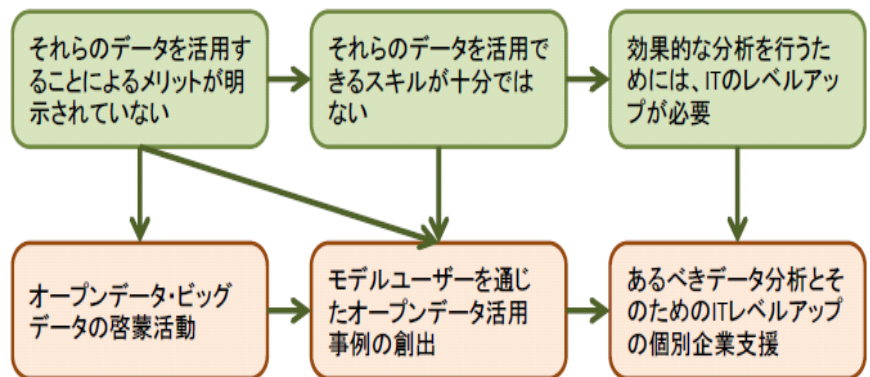 それらのデータを活用す
ることによるメリットが明
示されていない
それらのデータを活用で
きるスキルが十分では
ない
効果的な分析を行うた
めには、ITのレベルアッ
プが必要
オープンデータ・ビッグ
データの啓蒙活動
モデルユーザーを通じ
たオープンデータ活用
事例の創出
あるべきデータ分析とそ
のためのITレベルアップ
の個別企業支援